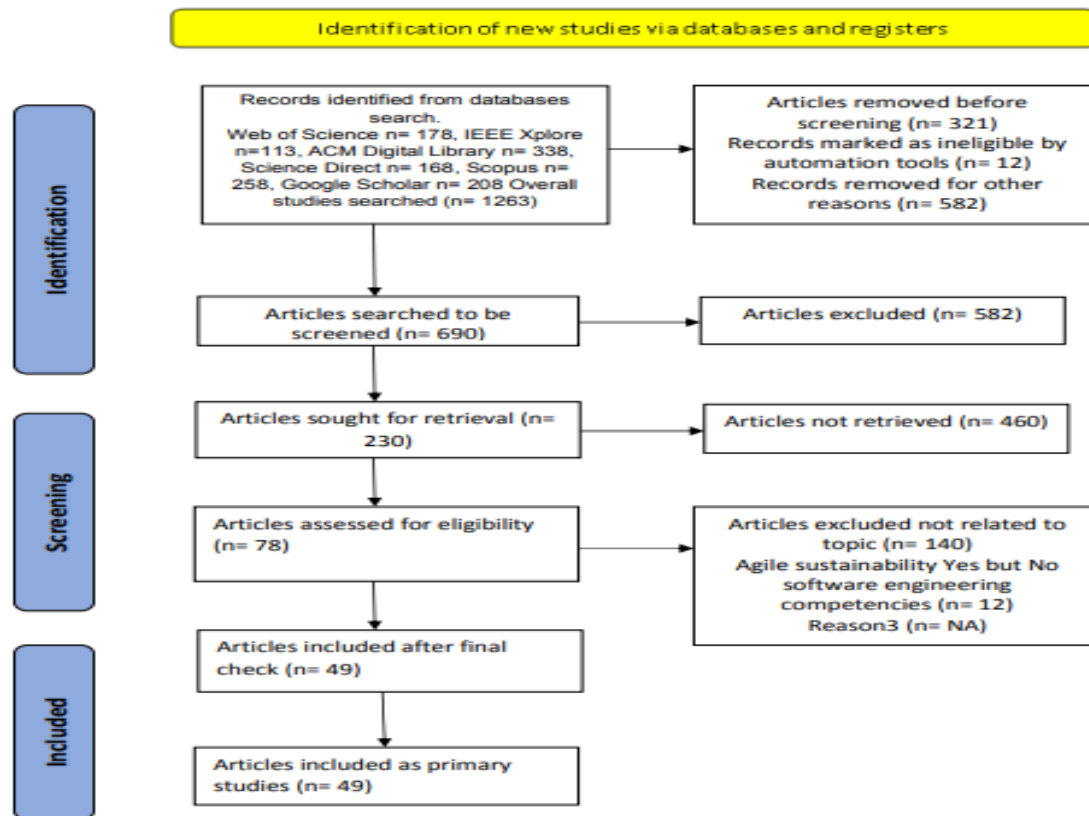 Identification of new studies via databases and registers
Identification
Records identified from databases
search.
Web of Science n= 178, IEEE Xplore
n=113, ACM Digital Library n= 338,
Science Direct n= 168, Scopus n=
258, Google Scholar n= 208 Overall
studies searched (n= 1263)
Articles removed before
screening (n= 321)
Records marked as ineligible by
automation tools (n= 12)
Records removed for other
reasons (n= 582)
Articles searched to be
screened (n= 690)
Articles excluded (n= 582)
Screening
Articles sought for retrieval (n=
230)
Articles not retrieved (n= 460)
Articles assessed for eligibility
(n= 78)
Articles excluded not related to
topic (n= 140)
Agile sustainability Yes but No
software engineering
competencies (n= 12)
Reason3 (n= NA)
Included
Articles included after final
check (n= 49)
Articles included as primary
studies (n= 49)